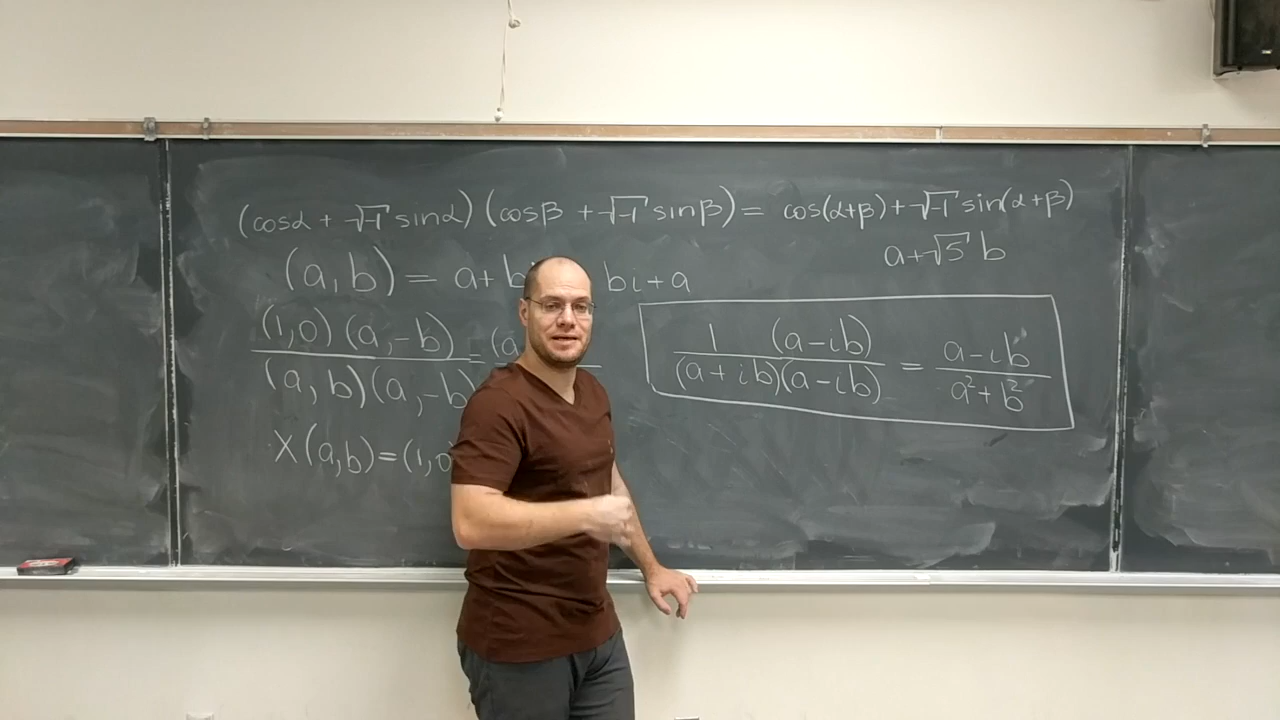 (cosα + √-1 sinα) (cosβ + √-1 sinβ) = cos(α+β) + √-1 sin(α+β)
a+√5 b
(a,b) = a+b bi+a
(1,0) (a,-b) / (a,b)(a,-b) = (a
1 (a-ib) / (a+ib)(a-ib) = a-ib / a²+b²
X(a,b)=(1,0